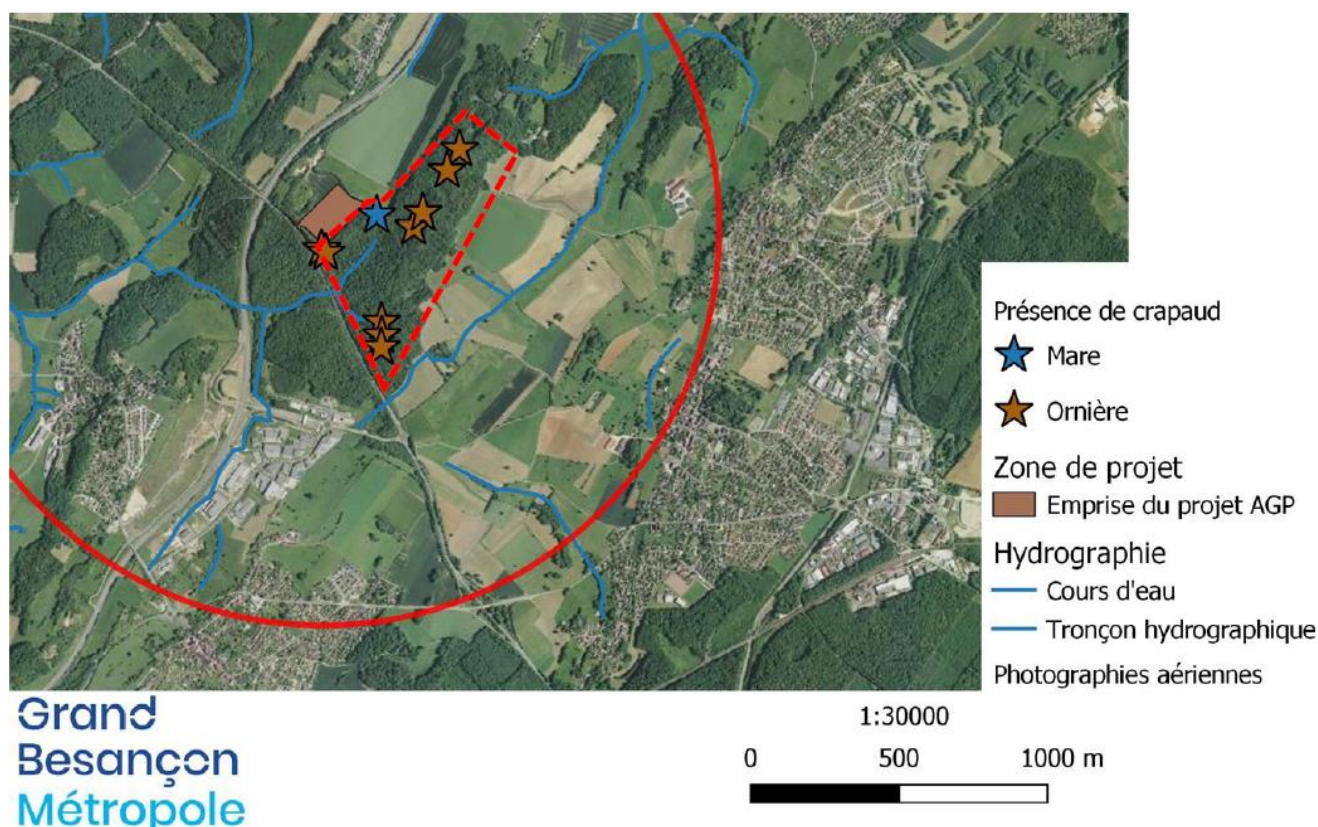 Présence de crapaud
Mare
Ornière
Zone de projet
Emprise du projet AGP
Hydrographie
Cours d'eau
Tronçon hydrographique
Photographies aériennes
Grand
Besançon
Métropole
1:30000
0 500 1000 m